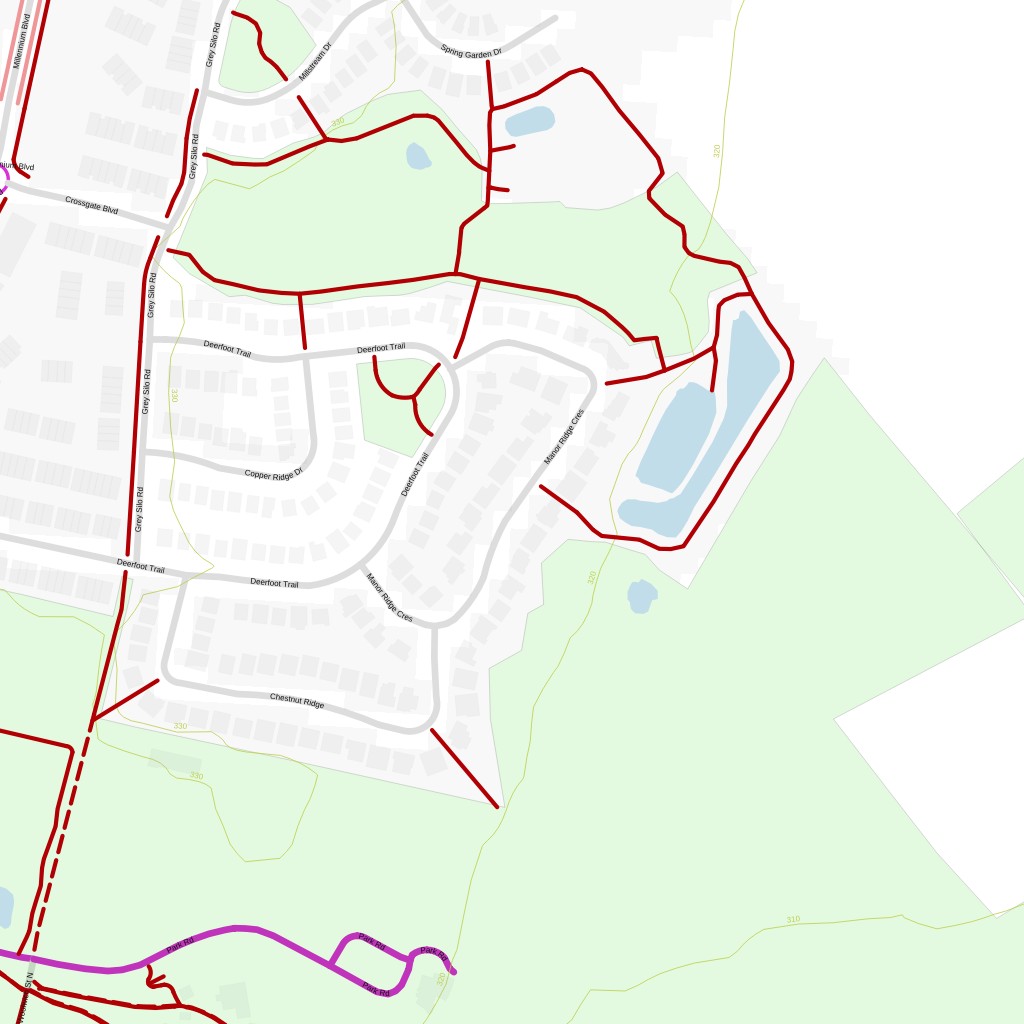 Millennium Blvd
Grey Silo Rd
Millstream Dr
Spring Garden Dr
330
320
Grey Silo Rd
Crossgate Blvd
Grey Silo Rd
Deerfoot Trail
Deerfoot Trail
Grey Silo Rd
330
Manor Ridge Cres
Copper Ridge Dr
Deerfoot Trail
Grey Silo Rd
Deerfoot Trail
Deerfoot Trail
Manor Ridge Cres
320
Chestnut Ridge
330
330
310
Park Rd
Park Rd
Park Rd
Park Rd
320